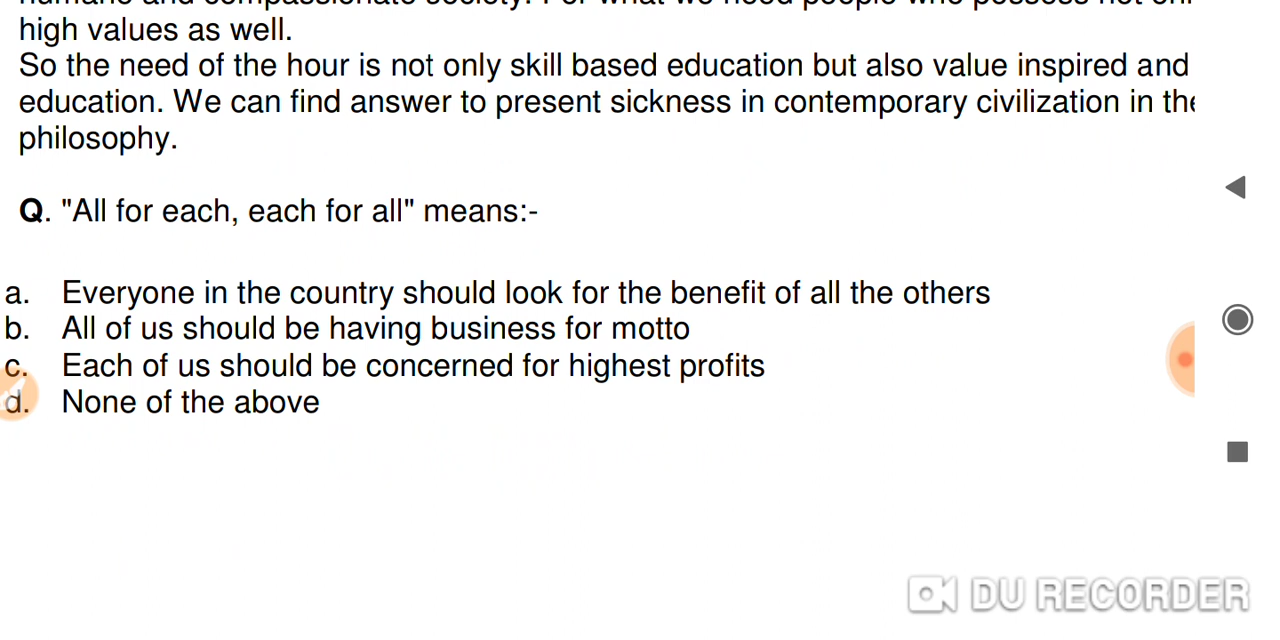 high values as well.
So the need of the hour is not only skill based education but also value inspired and
education. We can find answer to present sickness in contemporary civilization in the
philosophy.
Q. "All for each, each for all" means:-
a. Everyone in the country should look for the benefit of all the others
b. All of us should be having business for motto
c. Each of us should be concerned for highest profits
d. None of the above
DU RECORDER